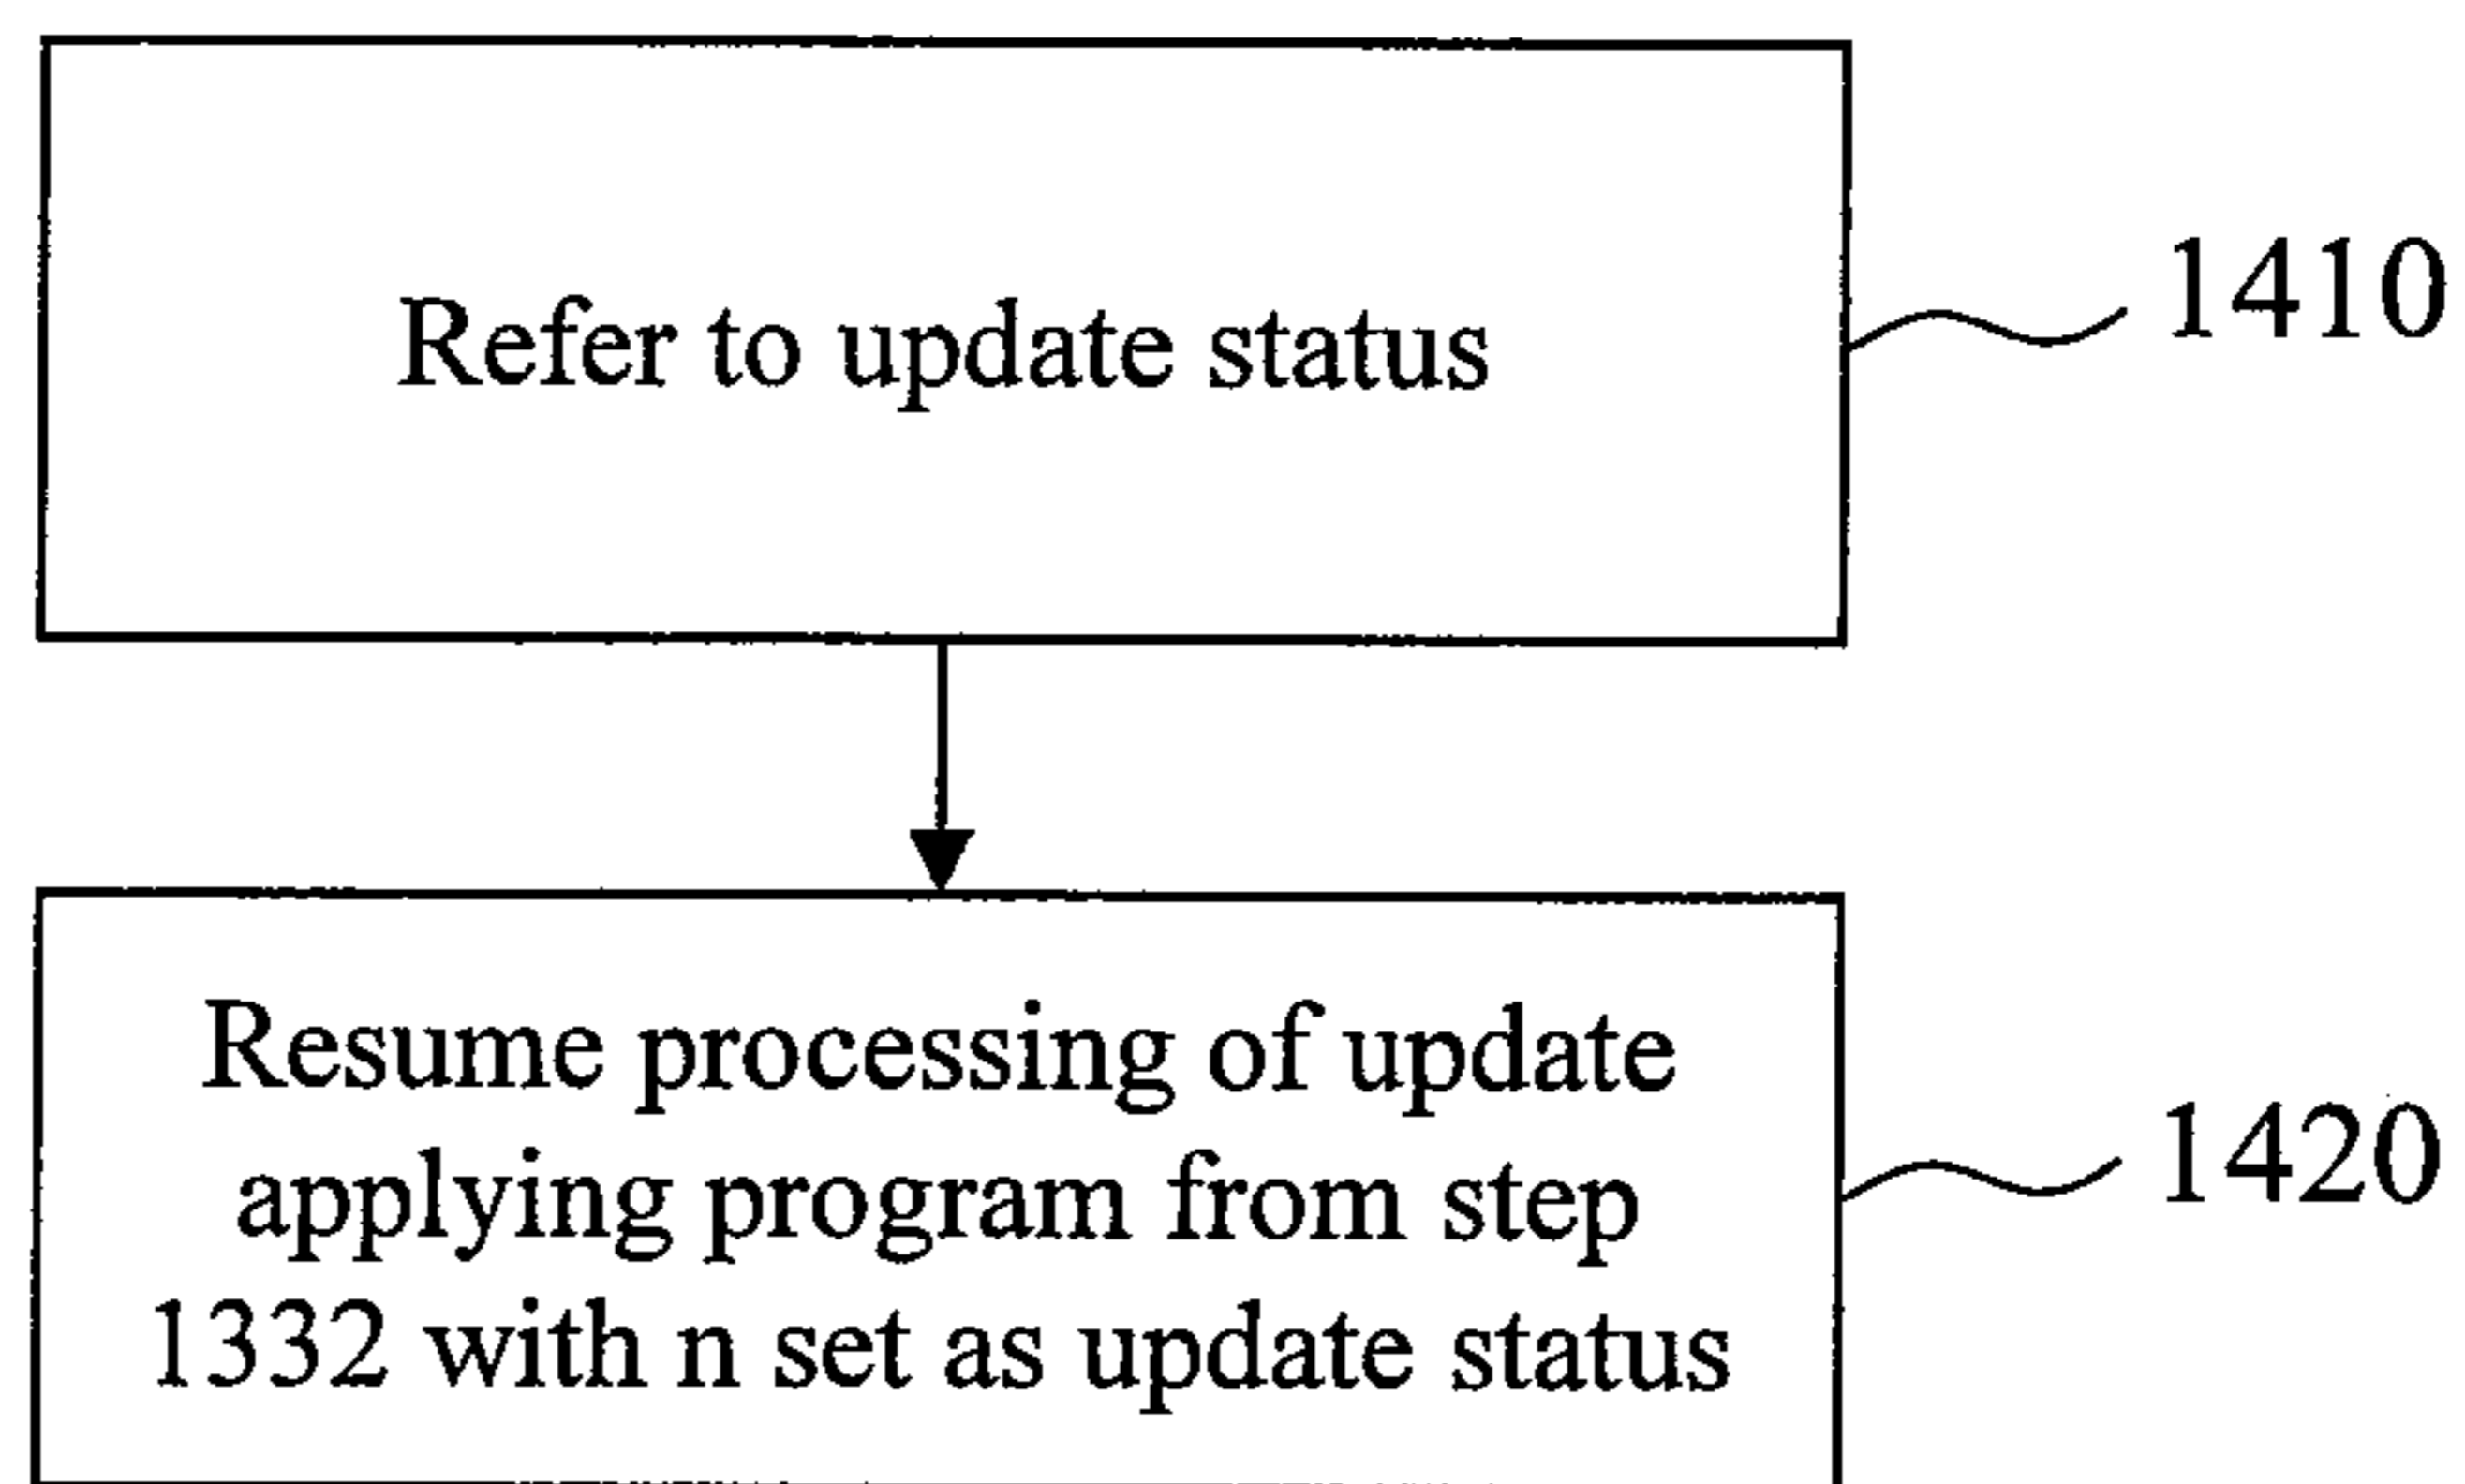 Refer to update status
1410
Resume processing of update
applying program from step
1332 with n set as update status
1420